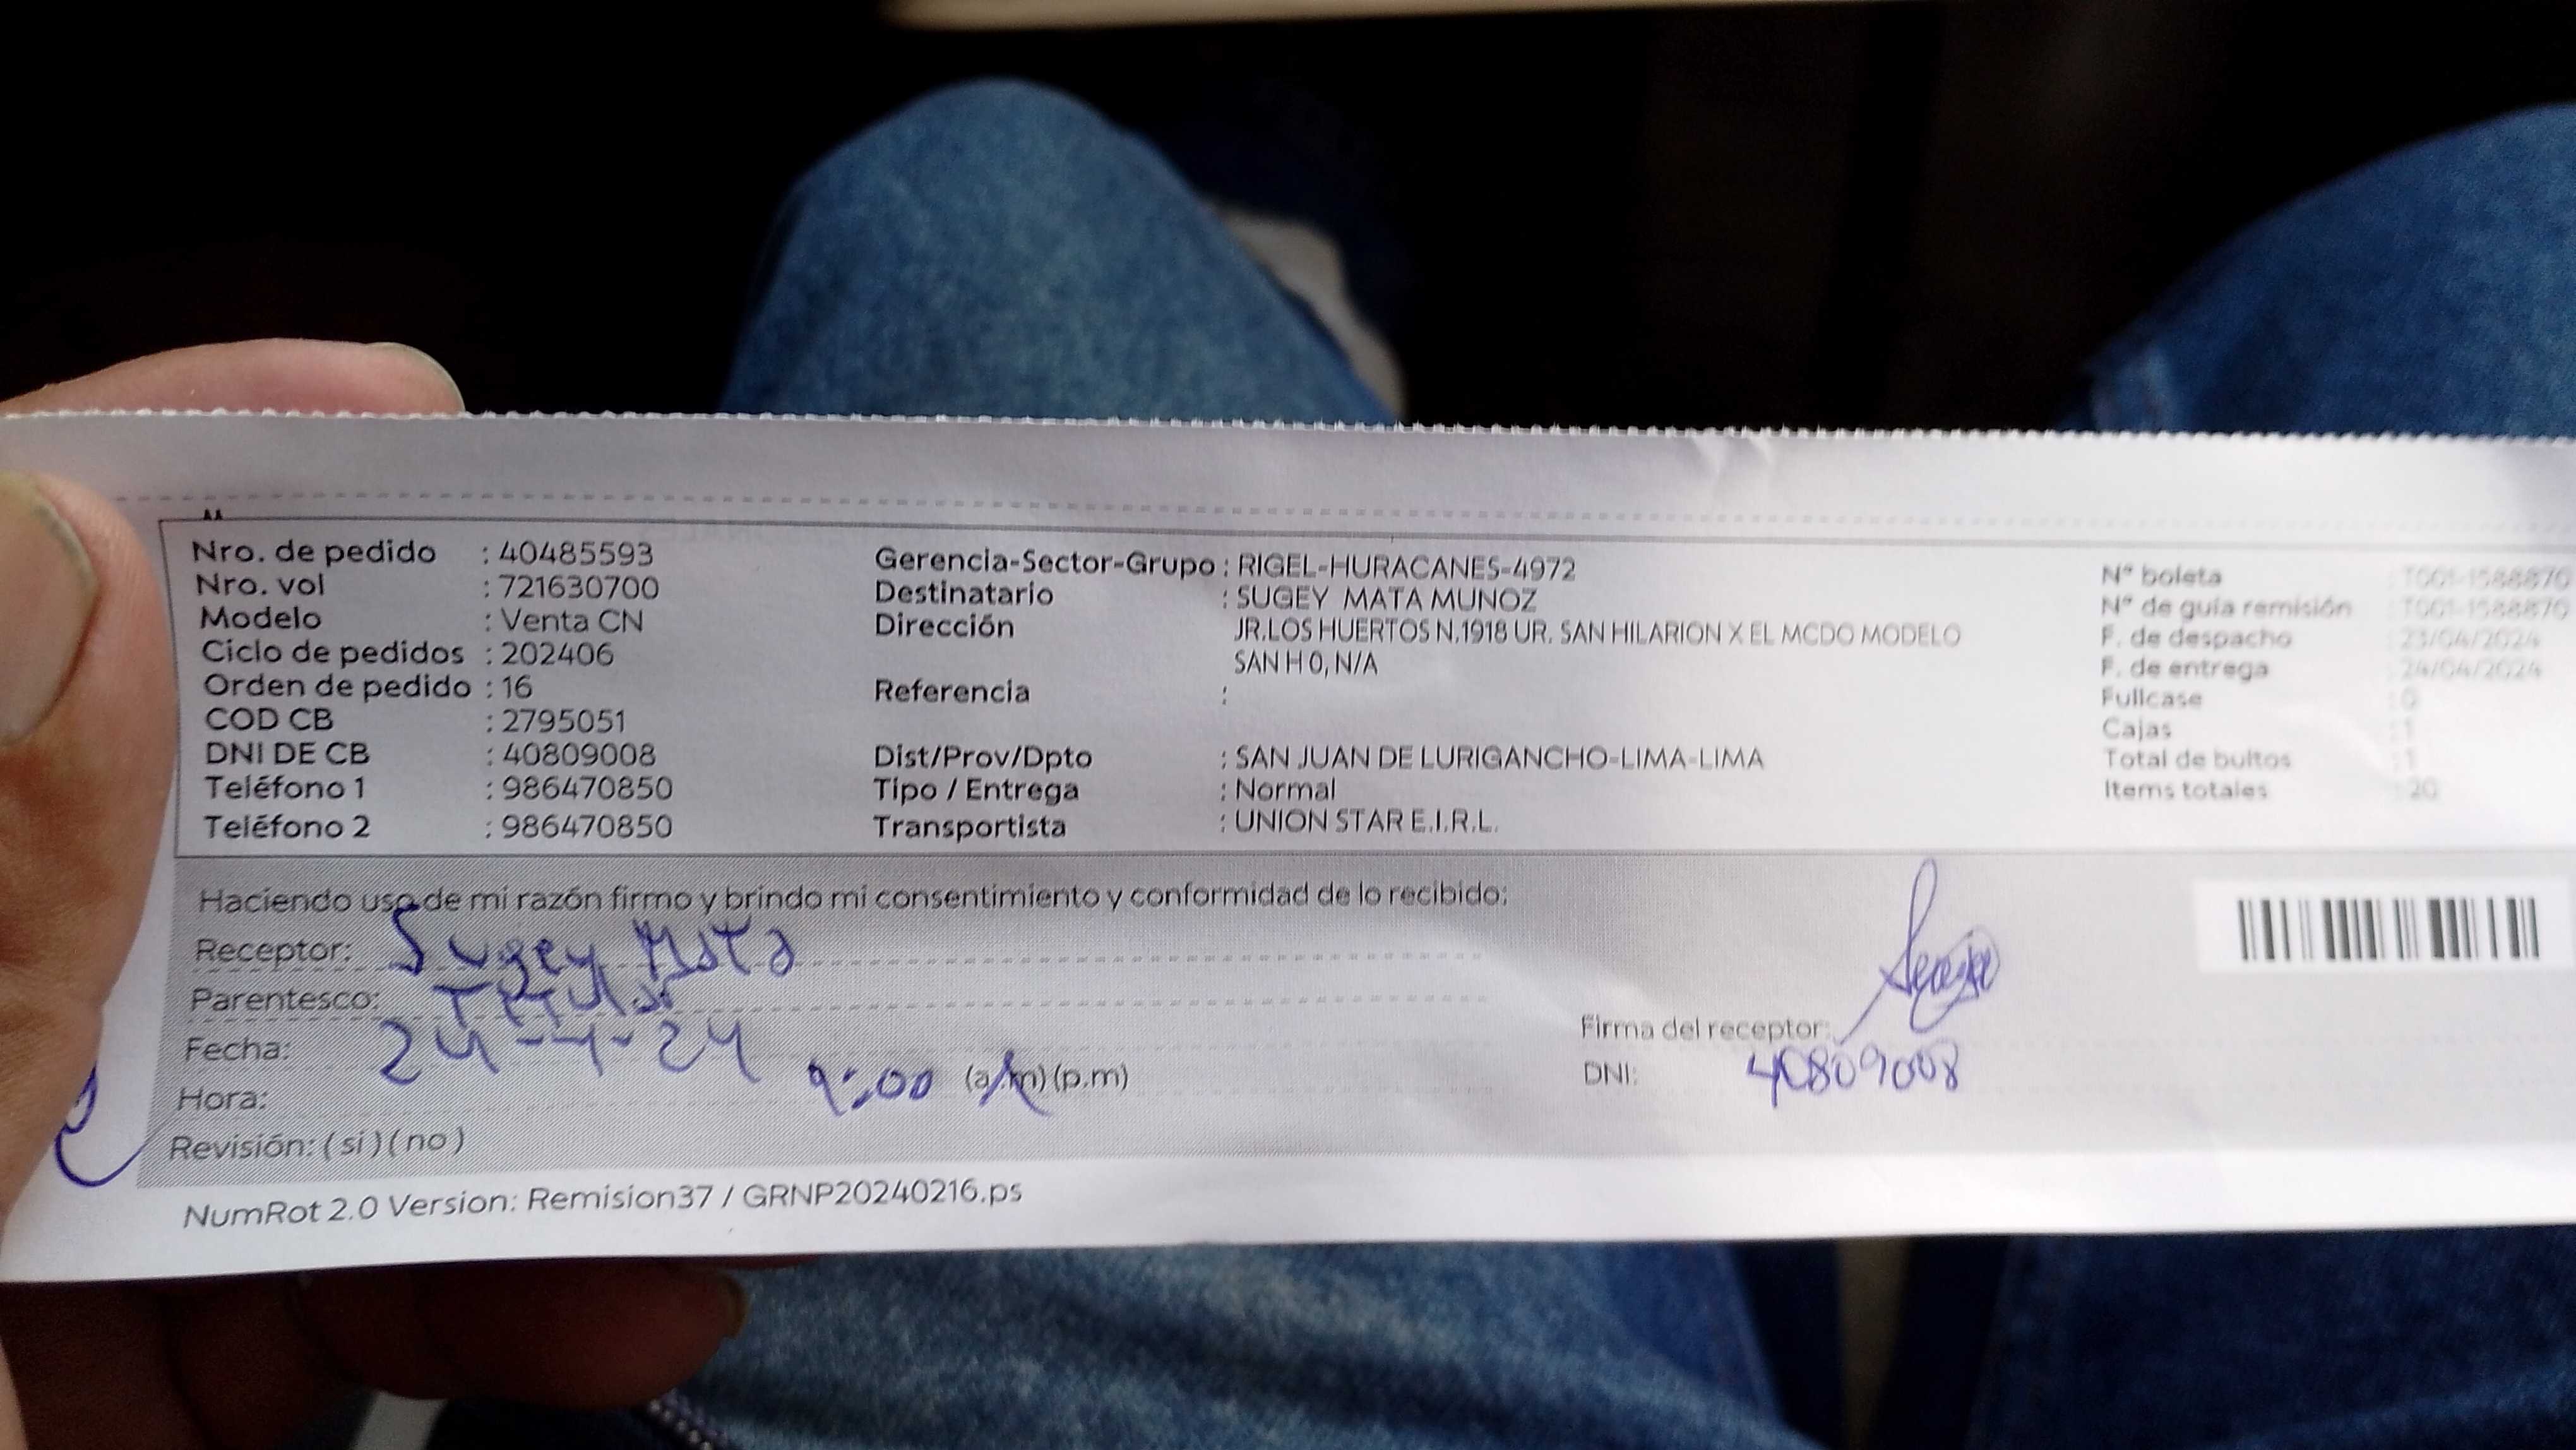 Nro. de pedido : 40485593
Nro. vol : 721630700
Modelo : Venta CN
Ciclo de pedidos : 202406
Orden de pedido : 16
COD CB : 2795051
DNI DE CB : 40809008
Teléfono 1 : 986470850
Teléfono 2 : 986470850
Gerencia-Sector-Grupo : RIGEL-HURACANES-4972
Destinatario : SUGEY MATA MUNOZ
Dirección JR.LOS HUERTOS N.1918 UR. SAN HILARION X EL MCDO MODELO
SAN H 0, N/A
Referencia :
Dist/Prov/Dpto : SAN JUAN DE LURIGANCHO-LIMA-LIMA
Tipo / Entrega : Normal
Transportista : UNION STAR E.I.R.L.
N° boleta : T001-1588870
N° de guía remisión : T001-1588870
F. de despacho : 23/04/2024
F. de entrega : 24/04/2024
Fullcase : 0
Cajas : 1
Total de bultos : 1
Items totales : 20
Haciendo uso de mi razón firmo y brindo mi consentimiento y conformidad de lo recibido:
Receptor: Sugey Mata
Parentesco: Titular
Fecha: 24-4-24
Hora: 9:00 (a.m) (p.m)
Revisión: (si) (no)
Firma del receptor:
DNI: 40809008
NumRot 2.0 Version: Remision37 / GRNP20240216.ps